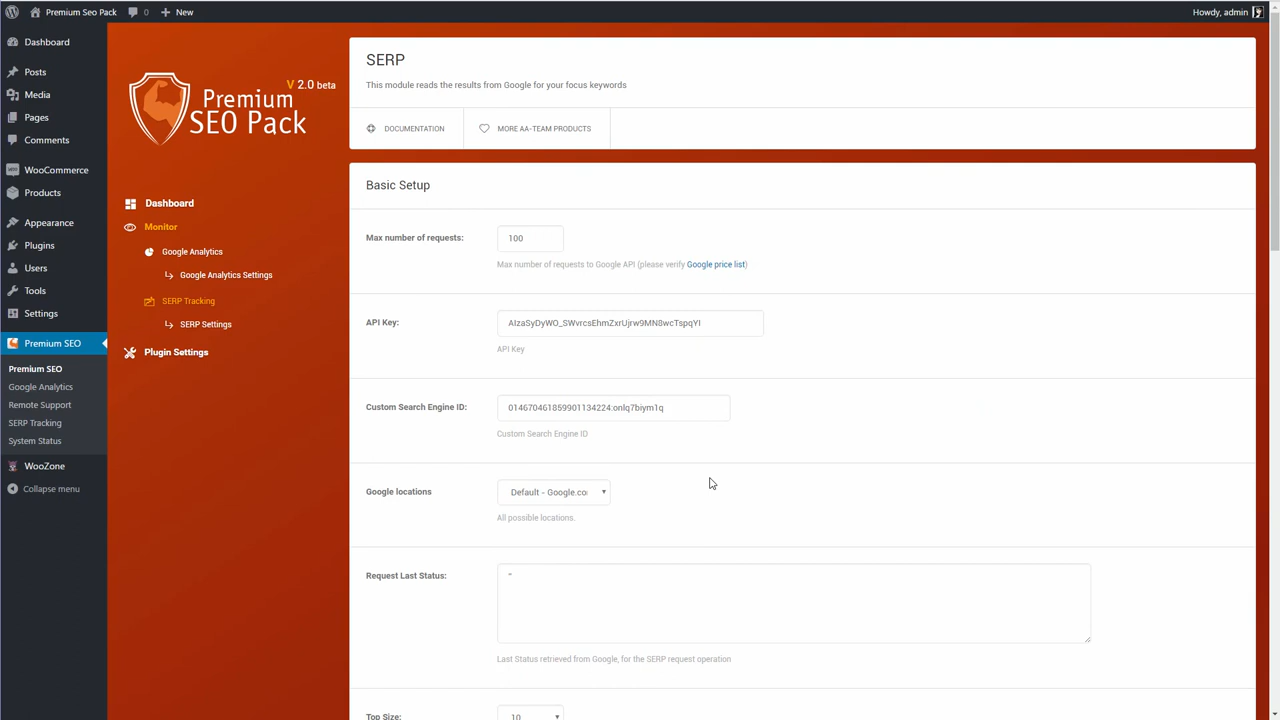 Premium Seo Pack 0 New Howdy, admin
Dashboard
Posts
Media
Pages
Comments
WooCommerce
Products
Appearance
Plugins
Users
Tools
Settings
Premium SEO
Premium SEO
Google Analytics
Remote Support
SERP Tracking
System Status
WooZone
Collapse menu
V 2.0 beta
Premium
SEO Pack
Dashboard
Monitor
Google Analytics
Google Analytics Settings
SERP Tracking
SERP Settings
Plugin Settings
SERP
This module reads the results from Google for your focus keywords
DOCUMENTATION MORE AA-TEAM PRODUCTS
Basic Setup
Max number of requests: 100
Max number of requests to Google API (please verify Google price list)
API Key: AIzaSyDyWO_SWvrcsEhmZxrUjrw9MN8wcTspqYI
API Key
Custom Search Engine ID: 014670461859901134224:onlq7biym1q
Custom Search Engine ID
Google locations Default - Google.co
All possible locations.
Request Last Status: ''
Last Status retrieved from Google, for the SERP request operation
Top Size: 10